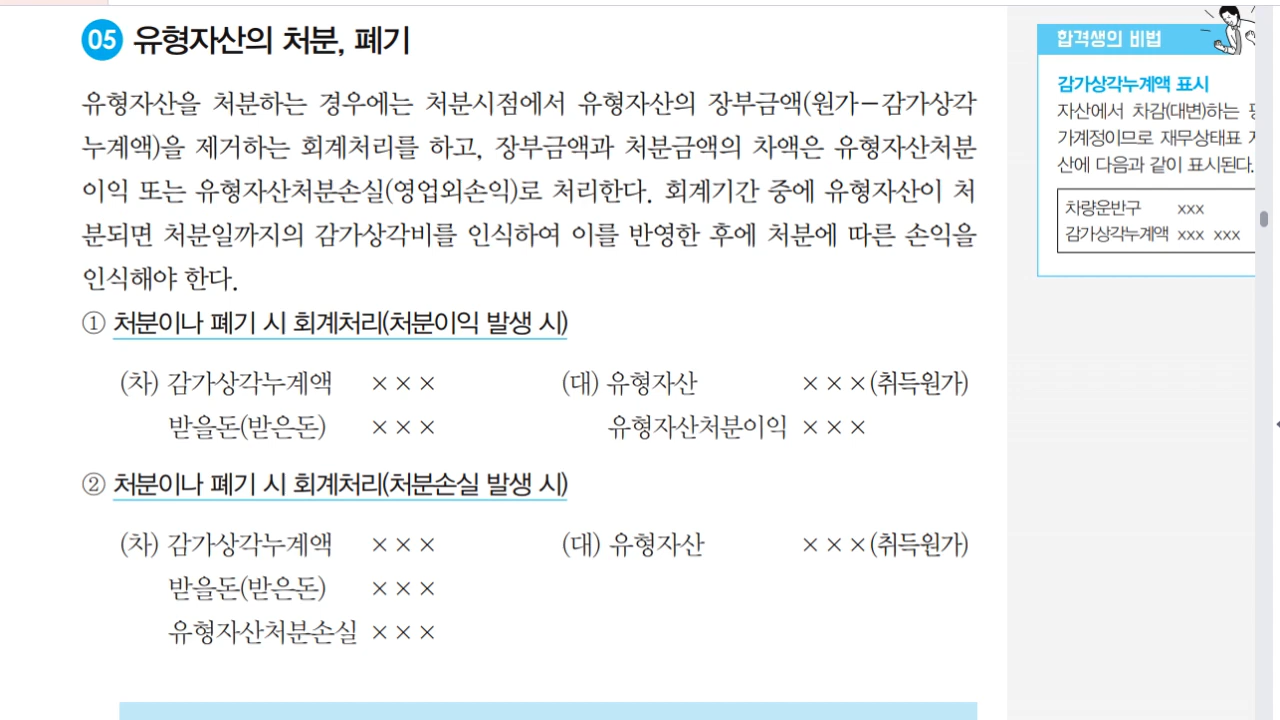 05 유형자산의 처분, 폐기
유형자산을 처분하는 경우에는 처분시점에서 유형자산의 장부금액(원가-감가상각
누계액)을 제거하는 회계처리를 하고, 장부금액과 처분금액의 차액은 유형자산처분
이익 또는 유형자산처분손실(영업외손익)로 처리한다. 회계기간 중에 유형자산이 처
분되면 처분일까지의 감가상각비를 인식하여 이를 반영한 후에 처분에 따른 손익을
인식해야 한다.
① 처분이나 폐기 시 회계처리(처분이익 발생 시)
(차) 감가상각누계액 ××× (대) 유형자산 ×××(취득원가)
받을돈(받은돈) ××× 유형자산처분이익 ×××
② 처분이나 폐기 시 회계처리(처분손실 발생 시)
(차) 감가상각누계액 ××× (대) 유형자산 ×××(취득원가)
받을돈(받은돈) ×××
유형자산처분손실 ×××
합격생의 비법
감가상각누계액 표시
자산에서 차감(대변)하는
가계정이므로 재무상태표
산에 다음과 같이 표시된다.
차량운반구 xxx
감가상각누계액 xxx xxx